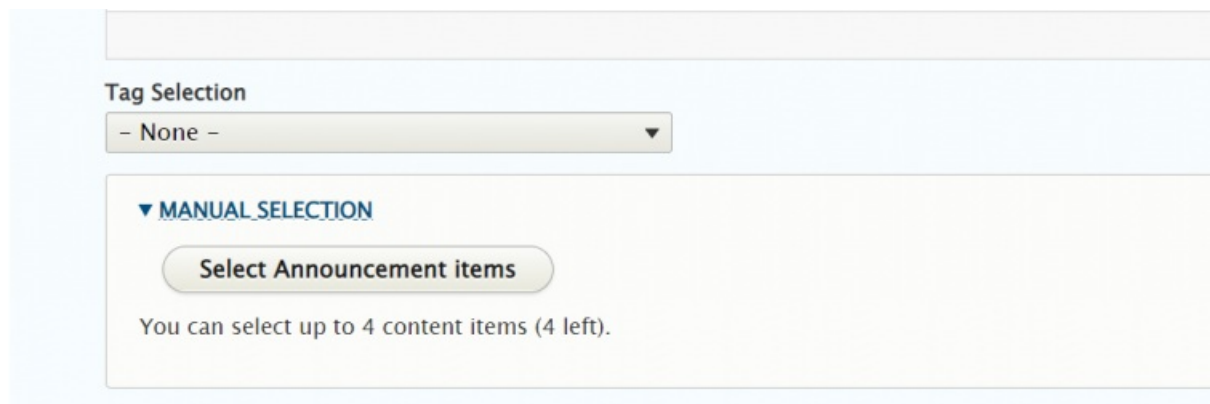 Tag Selection
– None –
MANUAL SELECTION
Select Announcement items
You can select up to 4 content items (4 left).